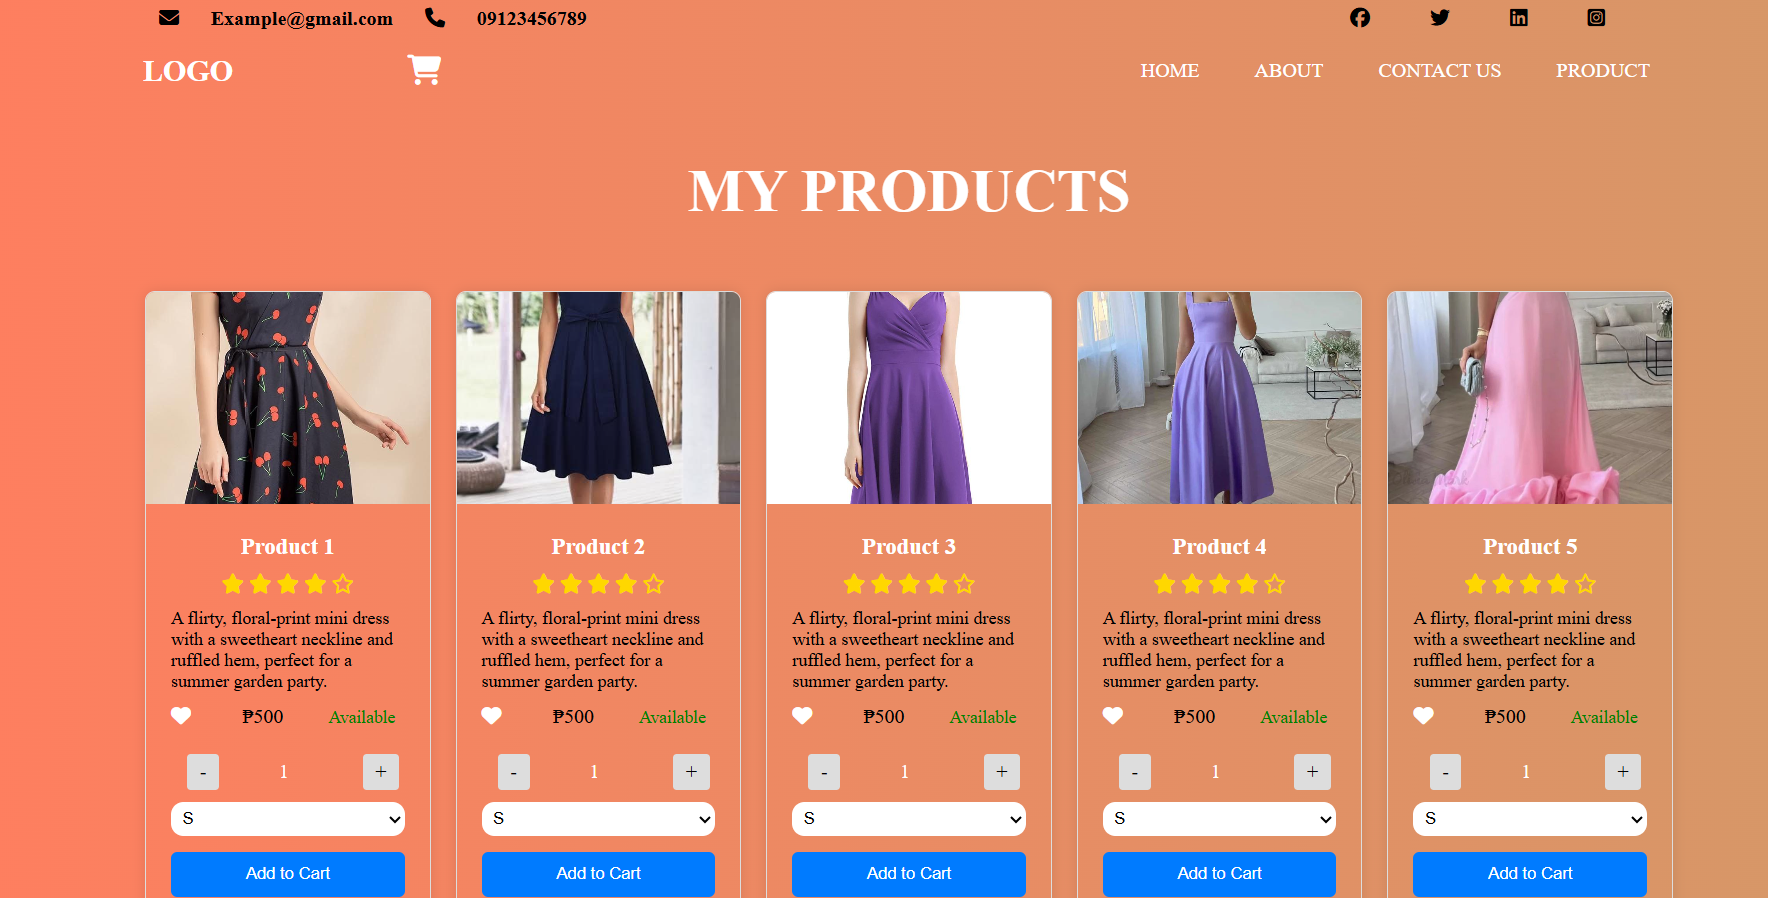 Example@gmail.com 09123456789
LOGO HOME ABOUT CONTACT US PRODUCT
MY PRODUCTS
Product 1
A flirty, floral-print mini dress
with a sweetheart neckline and
ruffled hem, perfect for a
summer garden party.
₱500 Available
- 1 +
S
Add to Cart
Product 2
A flirty, floral-print mini dress
with a sweetheart neckline and
ruffled hem, perfect for a
summer garden party.
₱500 Available
- 1 +
S
Add to Cart
Product 3
A flirty, floral-print mini dress
with a sweetheart neckline and
ruffled hem, perfect for a
summer garden party.
₱500 Available
- 1 +
S
Add to Cart
Product 4
A flirty, floral-print mini dress
with a sweetheart neckline and
ruffled hem, perfect for a
summer garden party.
₱500 Available
- 1 +
S
Add to Cart
Product 5
A flirty, floral-print mini dress
with a sweetheart neckline and
ruffled hem, perfect for a
summer garden party.
₱500 Available
- 1 +
S
Add to Cart